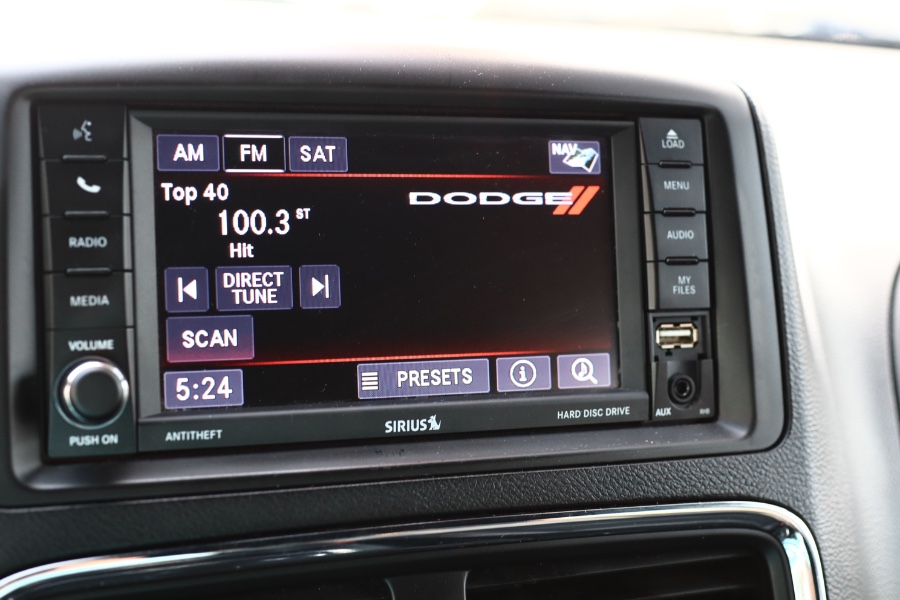 AM FM SAT NAV
Top 40
100.3 ST
Hit
DODGE
DIRECT
TUNE
SCAN
5:24
PRESETS
RADIO
MEDIA
VOLUME
PUSH ON
LOAD
MENU
AUDIO
MY
FILES
AUX
ANTITHEFT
SIRIUS
HARD DISC DRIVE